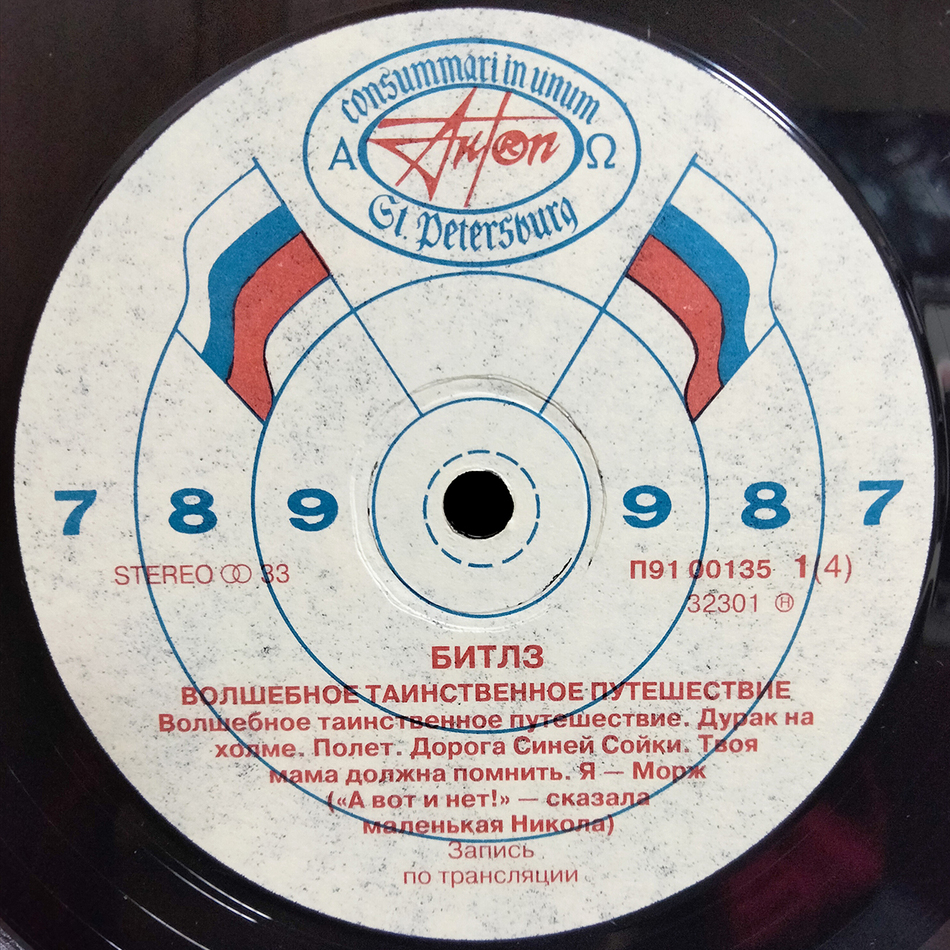 consummari in unum
Α АнТроп ® Ω
St. Petersburg
7 8 9 9 8 7
STEREO 33
П91 00135 1(4)
32301 Ⓗ
БИТЛЗ
ВОЛШЕБНОЕ ТАИНСТВЕННОЕ ПУТЕШЕСТВИЕ
Волшебное таинственное путешествие. Дурак на
холме. Полет. Дорога Синей Сойки. Твоя
мама должна помнить. Я — Морж
(«А вот и нет!» — сказала
маленькая Никола)
Запись
по трансляции